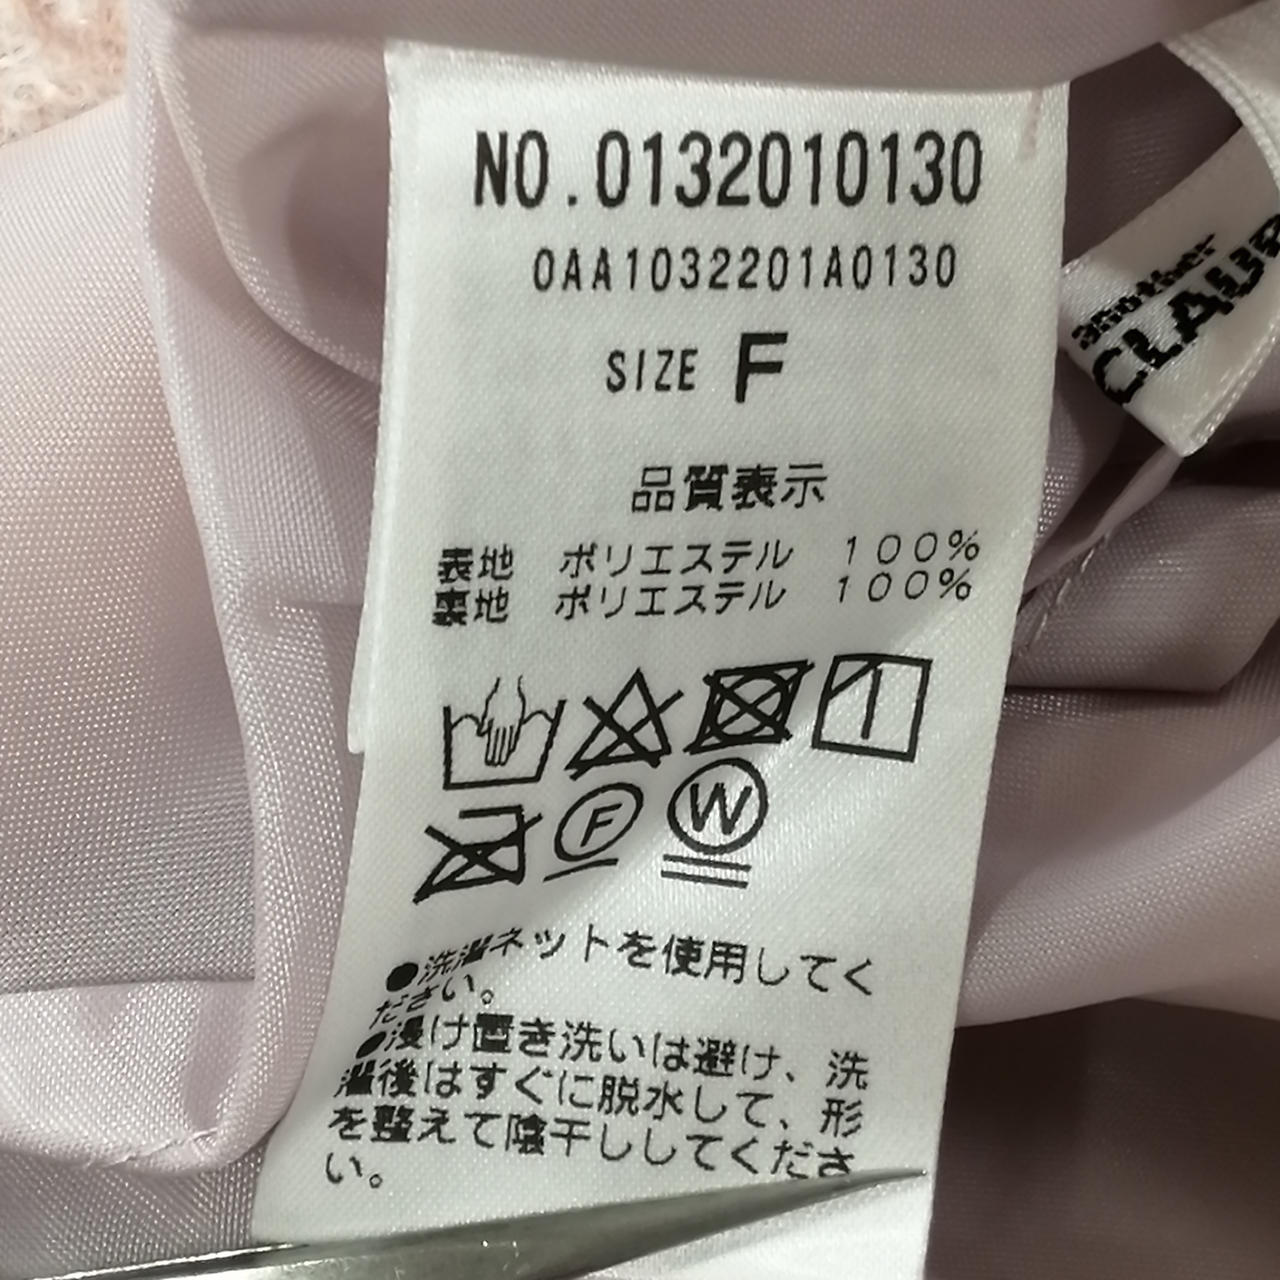 NO.0132010130
0AA1032201A0130
SIZE F
品質表示
表地 ポリエステル 100%
裏地 ポリエステル 100%
F
W
●洗濯ネットを使用してく
ださい。
●浸け置き洗いは避け、洗
濯後はすぐに脱水して、形
を整えて陰干ししてくださ
い。
another